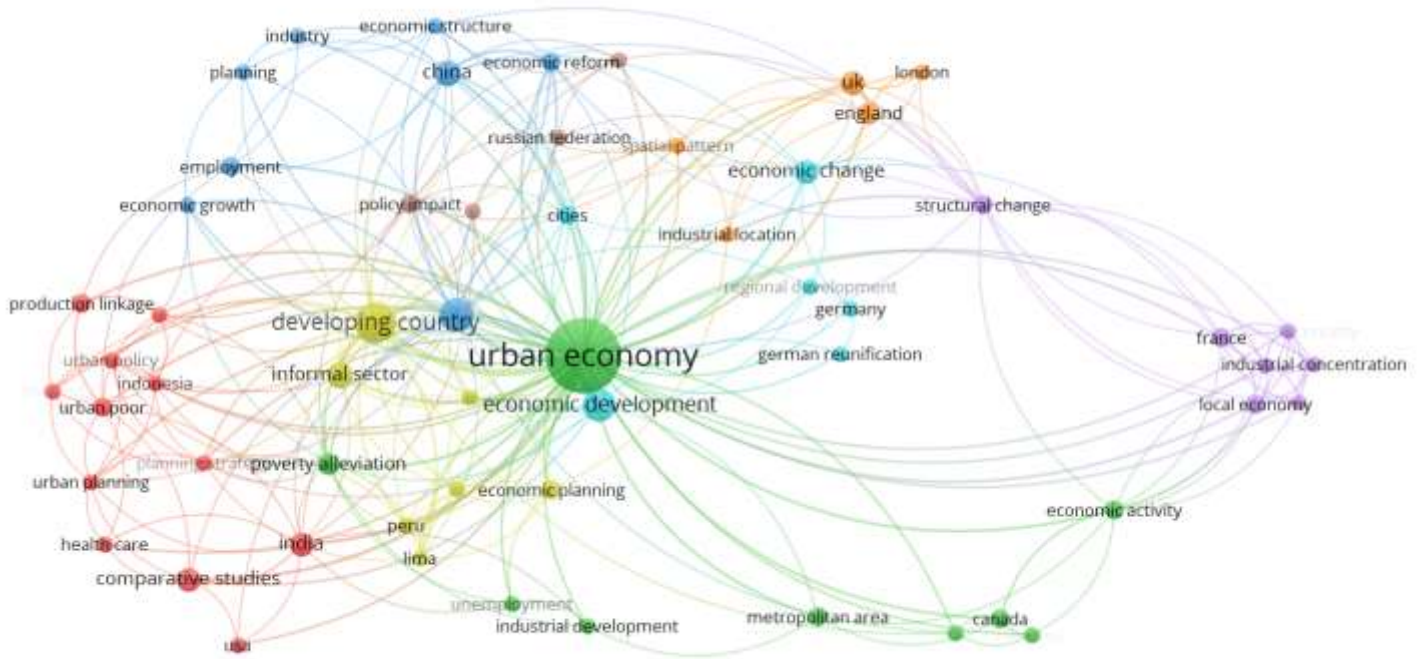 economic structure
industry
china
economic reform
planning
uk
london
england
russian federation
spatial pattern
employment
economic change
economic growth
policy impact
cities
structural change
industrial location
regional development
production linkage
germany
developing country
france
urban economy
german reunification
urban policy
industrial concentration
informal sector
indonesia
urban poor
economic development
local economy
poverty alleviation
urban planning
economic planning
economic activity
peru
health care
india
lima
comparative studies
unemployment
metropolitan area
canada
industrial development
usa